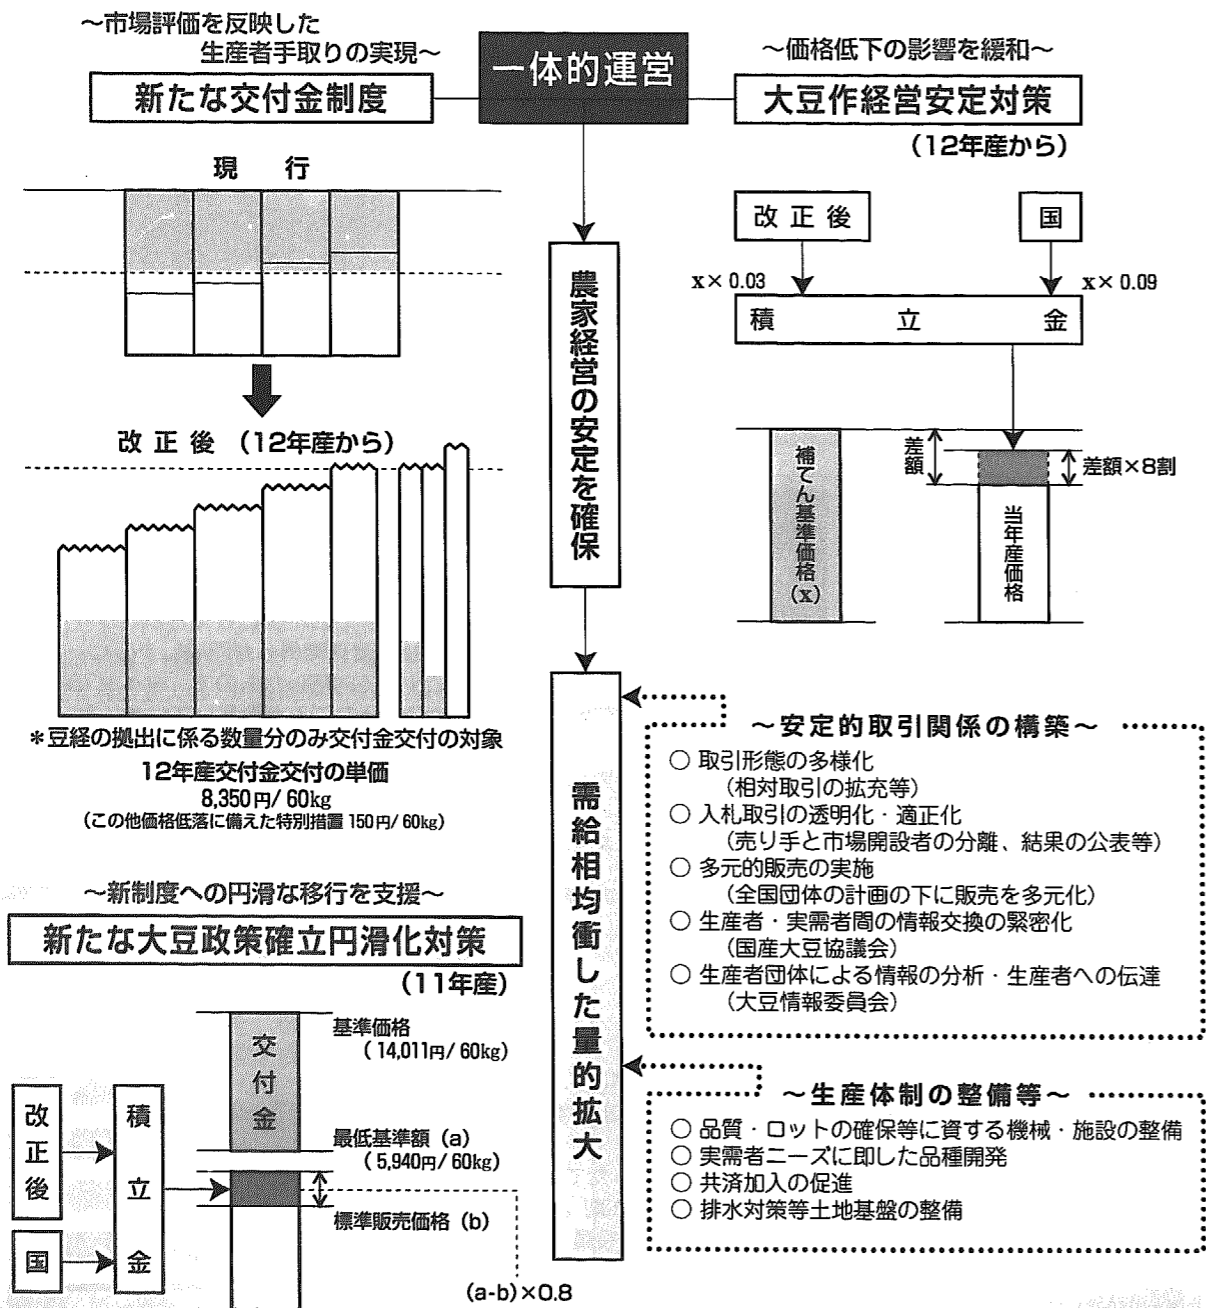 ～市場評価を反映した
生産者手取りの実現～
新たな交付金制度
一体的運営
～価格低下の影響を緩和～
大豆作経営安定対策
(12年産から)
現 行
改正後 (12年産から)
＊豆経の拠出に係る数量分のみ交付金交付の対象
12年産交付金交付の単価
8,350円/60kg
(この他価格低落に備えた特別措置 150円/60kg)
改正後
国
x×0.03
x×0.09
積立金
差額
差額×8割
補てん基準価格(x)
当年産価格
農家経営の安定を確保
需給相均衡した量的拡大
～安定的取引関係の構築～
○ 取引形態の多様化
(相対取引の拡充等)
○ 入札取引の透明化・適正化
(売り手と市場開設者の分離、結果の公表等)
○ 多元的販売の実施
(全国団体の計画の下に販売を多元化)
○ 生産者・実需者間の情報交換の緊密化
(国産大豆協議会)
○ 生産者団体による情報の分析・生産者への伝達
(大豆情報委員会)
～生産体制の整備等～
○ 品質・ロットの確保等に資する機械・施設の整備
○ 実需者ニーズに即した品種開発
○ 共済加入の促進
○ 排水対策等土地基盤の整備
～新制度への円滑な移行を支援～
新たな大豆政策確立円滑化対策
(11年産)
改正後
国
積立金
交付金
基準価格
(14,011円/60kg)
最低基準額 (a)
(5,940円/60kg)
標準販売価格 (b)
(a-b)×0.8